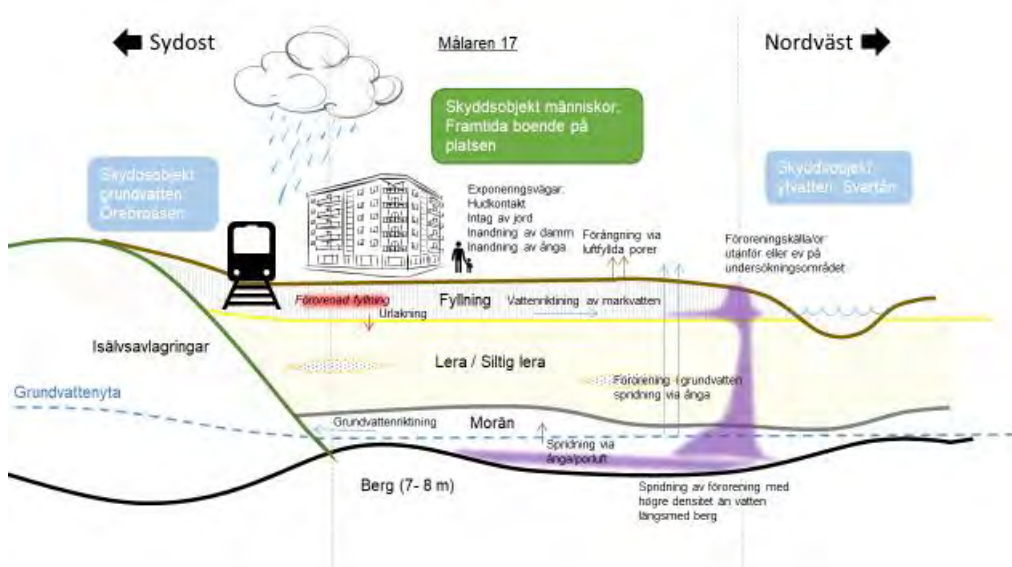 Sydost
Målaren 17
Nordväst
Skyddsobjekt människor:
Framtida boende på
platsen
Skyddsobjekt
grundvatten:
Örebroåsen
Skyddsobjekt
ytvatten: Svartån
Exponeringsvägar:
Hudkontakt
Intag av jord
Inandning av damm
Inandning av ånga
Förångning via
luftfyllda porer
Föroreningskälla/or
utanför eller ev på
undersökningsområdet
Förorenad fyllning
Fyllning
Vattenriktining av markvatten
Urlakning
Isälvsavlagringar
Lera / Siltig lera
Förorening i grundvatten
spridning via ånga
Grundvattenyta
Grundvattenriktining
Morän
Spridning via
ånga/porluft
Berg (7- 8 m)
Spridning av förorening med
högre densitet än vatten
längsmed berg